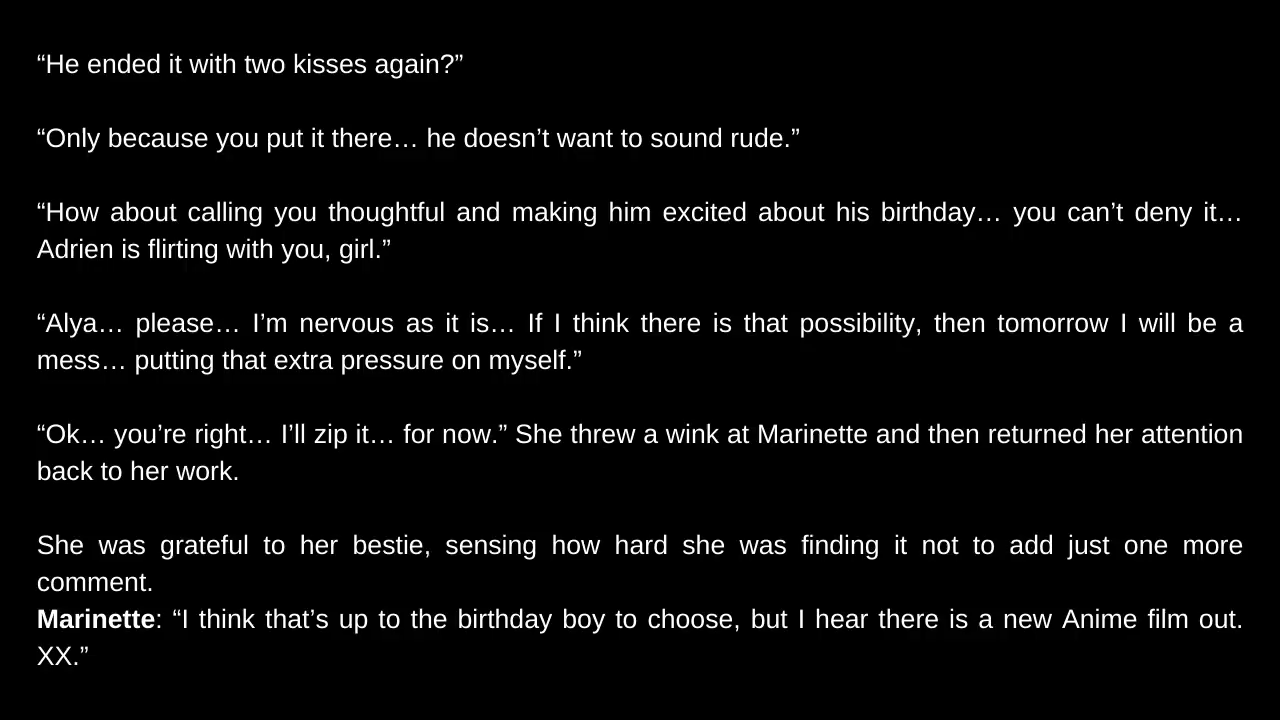 “He ended it with two kisses again?”
“Only because you put it there… he doesn’t want to sound rude.”
“How about calling you thoughtful and making him excited about his birthday… you can’t deny it…
Adrien is flirting with you, girl.”
“Alya… please… I’m nervous as it is… If I think there is that possibility, then tomorrow I will be a
mess… putting that extra pressure on myself.”
“Ok… you’re right… I’ll zip it… for now.” She threw a wink at Marinette and then returned her attention
back to her work.
She was grateful to her bestie, sensing how hard she was finding it not to add just one more
comment.
Marinette: “I think that’s up to the birthday boy to choose, but I hear there is a new Anime film out.
XX.”